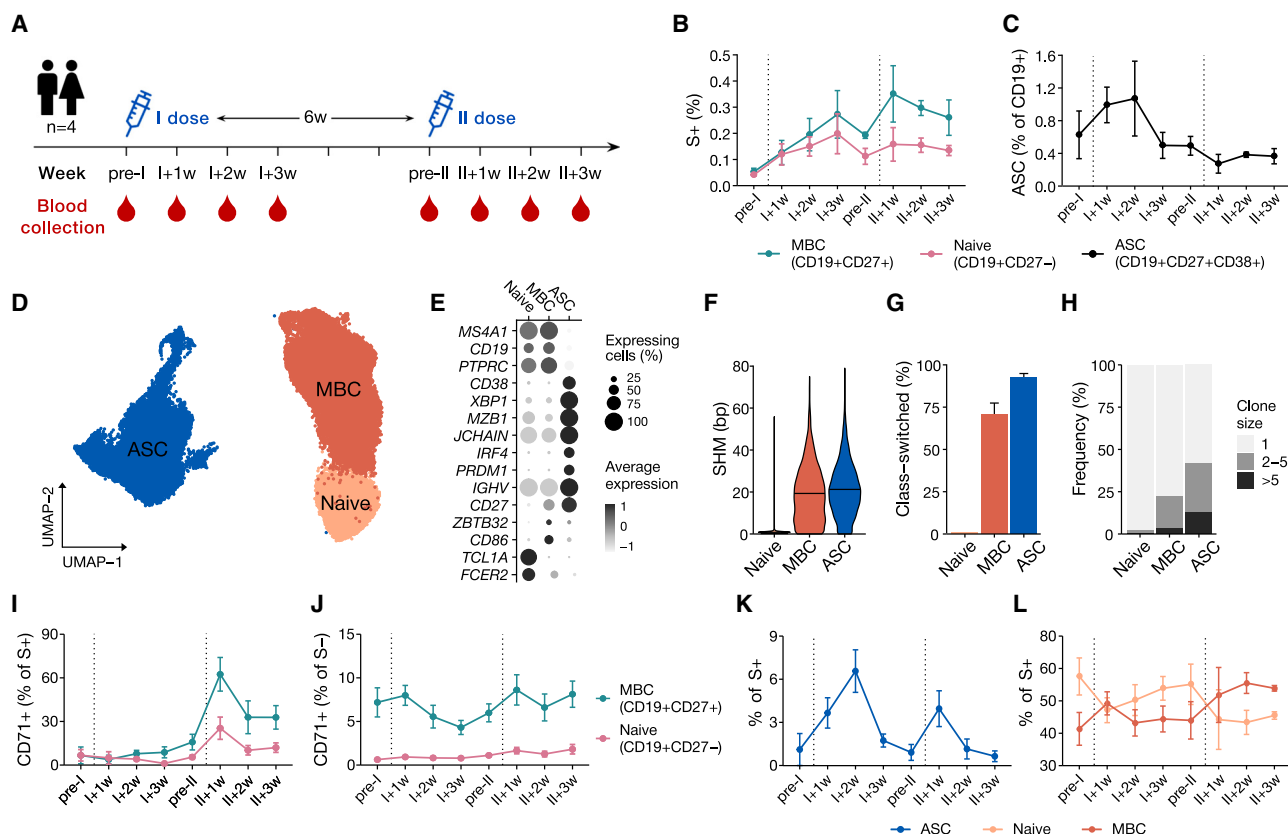 A
n=4
I dose
6w
II dose
Week
pre-I
I+1w
I+2w
I+3w
pre-II
II+1w
II+2w
II+3w
Blood
collection
B
S+ (%)
0.5
0.4
0.3
0.2
0.1
0.0
pre-I
I+1w
I+2w
I+3w
pre-II
II+1w
II+2w
II+3w
C
ASC (% of CD19+)
1.6
1.2
0.8
0.4
0.0
pre-I
I+1w
I+2w
I+3w
pre-II
II+1w
II+2w
II+3w
MBC
(CD19+CD27+)
Naive
(CD19+CD27−)
ASC
(CD19+CD27+CD38+)
D
ASC
MBC
Naive
UMAP-2
UMAP-1
E
Naive
MBC
ASC
MS4A1
CD19
PTPRC
CD38
XBP1
MZB1
JCHAIN
IRF4
PRDM1
IGHV
CD27
ZBTB32
CD86
TCL1A
FCER2
Expressing
cells (%)
25
50
75
100
Average
expression
1
0
−1
F
SHM (bp)
80
60
40
20
0
Naive
MBC
ASC
G
Class-switched (%)
100
75
50
25
0
Naive
MBC
ASC
H
Frequency (%)
100
75
50
25
0
Naive
MBC
ASC
Clone
size
1
2−5
>5
I
CD71+ (% of S+)
90
60
30
0
pre-I
I+1w
I+2w
I+3w
pre-II
II+1w
II+2w
II+3w
J
CD71+ (% of S−)
15
10
5
0
pre-I
I+1w
I+2w
I+3w
pre-II
II+1w
II+2w
II+3w
MBC
(CD19+CD27+)
Naive
(CD19+CD27−)
K
% of S+
9
6
3
0
pre-I
I+1w
I+2w
I+3w
pre-II
II+1w
II+2w
II+3w
L
% of S+
80
60
50
40
30
pre-I
I+1w
I+2w
I+3w
pre-II
II+1w
II+2w
II+3w
ASC
Naive
MBC